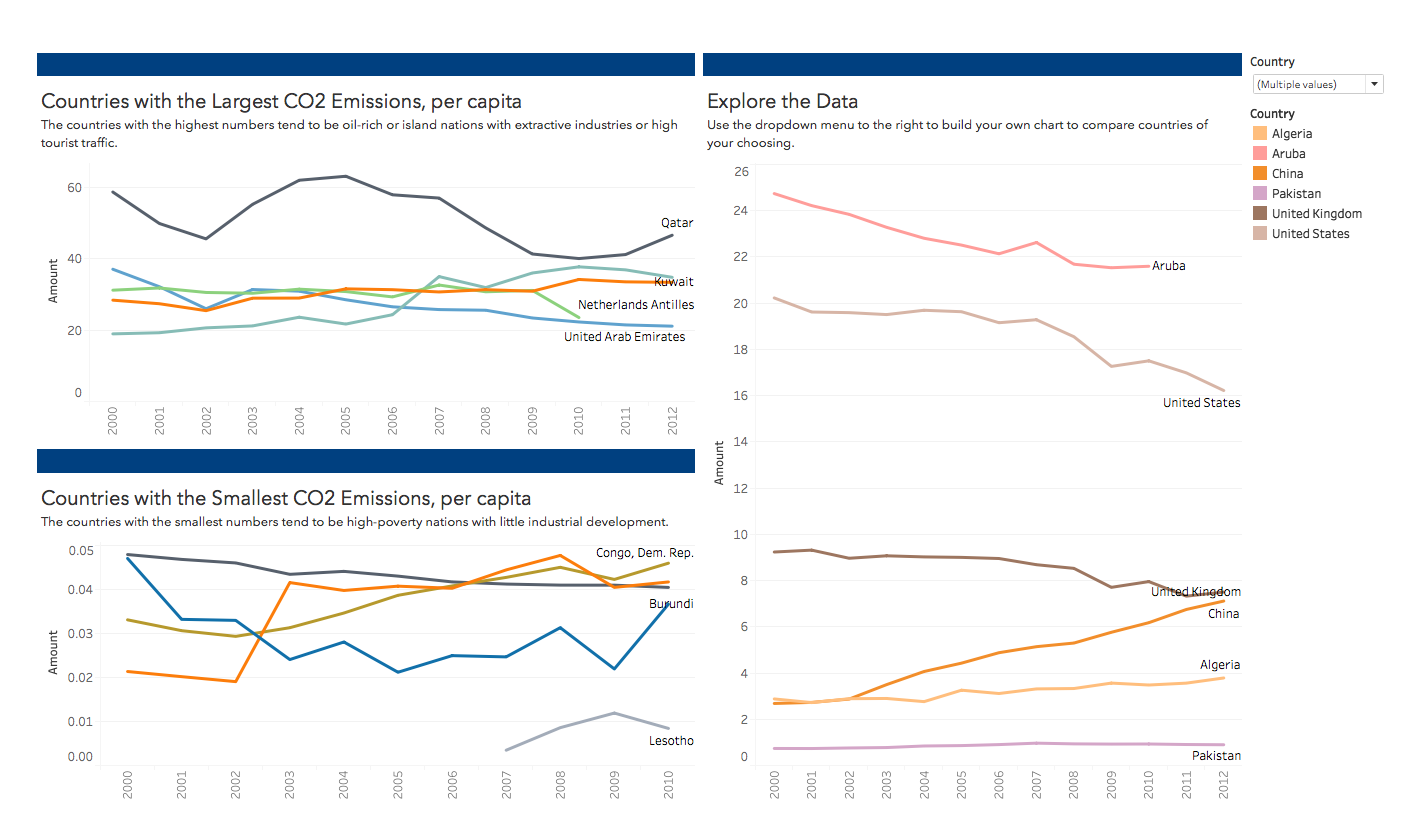 Countries with the Largest CO2 Emissions, per capita
The countries with the highest numbers tend to be oil-rich or island nations with extractive industries or high
tourist traffic.
60
40
20
0
Amount
Qatar
Kuwait
Netherlands Antilles
United Arab Emirates
2000
2001
2002
2003
2004
2005
2006
2007
2008
2009
2010
2011
2012
Countries with the Smallest CO2 Emissions, per capita
The countries with the smallest numbers tend to be high-poverty nations with little industrial development.
0.05
0.04
0.03
0.02
0.01
0.00
Amount
Congo, Dem. Rep.
Burundi
Lesotho
2000
2001
2002
2003
2004
2005
2006
2007
2008
2009
2010
Explore the Data
Use the dropdown menu to the right to build your own chart to compare countries of
your choosing.
26
24
22
20
18
16
14
12
10
8
6
4
2
0
Amount
Aruba
United States
United Kingdom
China
Algeria
Pakistan
2000
2001
2002
2003
2004
2005
2006
2007
2008
2009
2010
2011
2012
Country
(Multiple values)
Country
Algeria
Aruba
China
Pakistan
United Kingdom
United States